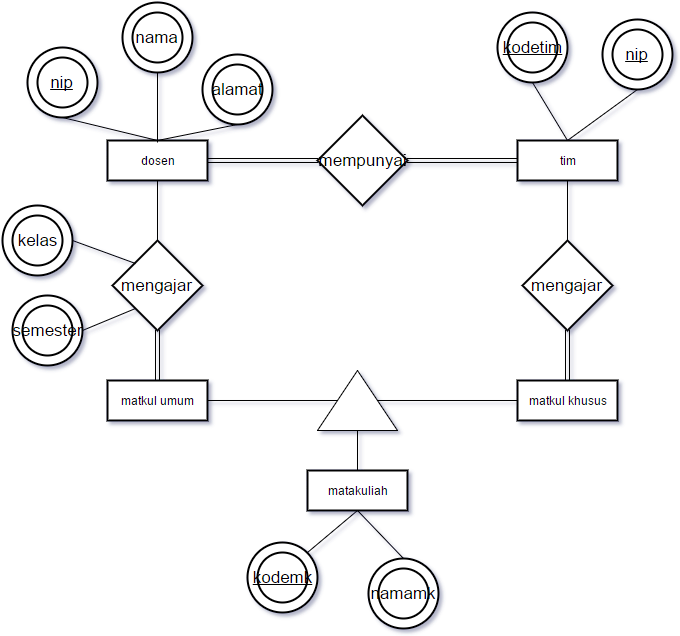 nama
kodetim
nip
nip
alamat
dosen
mempunyai
tim
kelas
mengajar
mengajar
semester
matkul umum
matkul khusus
matakuliah
kodemk
namamk